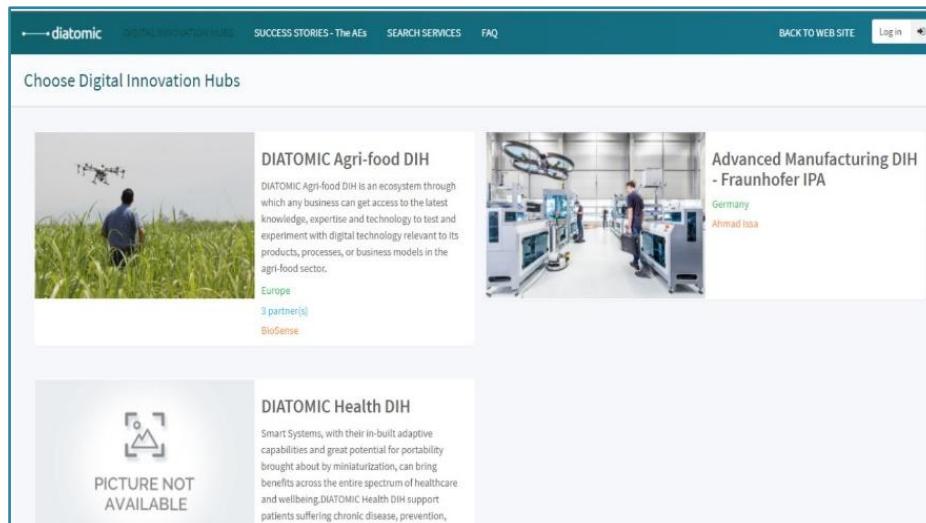 diatomic
DIGITAL INNOVATION HUBS
SUCCESS STORIES - The AEs
SEARCH SERVICES
FAQ
BACK TO WEB SITE
Log in
Choose Digital Innovation Hubs
DIATOMIC Agri-food DIH
DIATOMIC Agri-food DIH is an ecosystem through
which any business can get access to the latest
knowledge, expertise and technology to test and
experiment with digital technology relevant to its
products, processes, or business models in the
agri-food sector.
Europe
3 partner(s)
BioSense
Advanced Manufacturing DIH
- Fraunhofer IPA
Germany
Ahmad Issa
PICTURE NOT
AVAILABLE
DIATOMIC Health DIH
Smart Systems, with their in-built adaptive
capabilities and great potential for portability
brought about by miniaturization, can bring
benefits across the entire spectrum of healthcare
and wellbeing.DIATOMIC Health DIH support
patients suffering chronic disease, prevention,